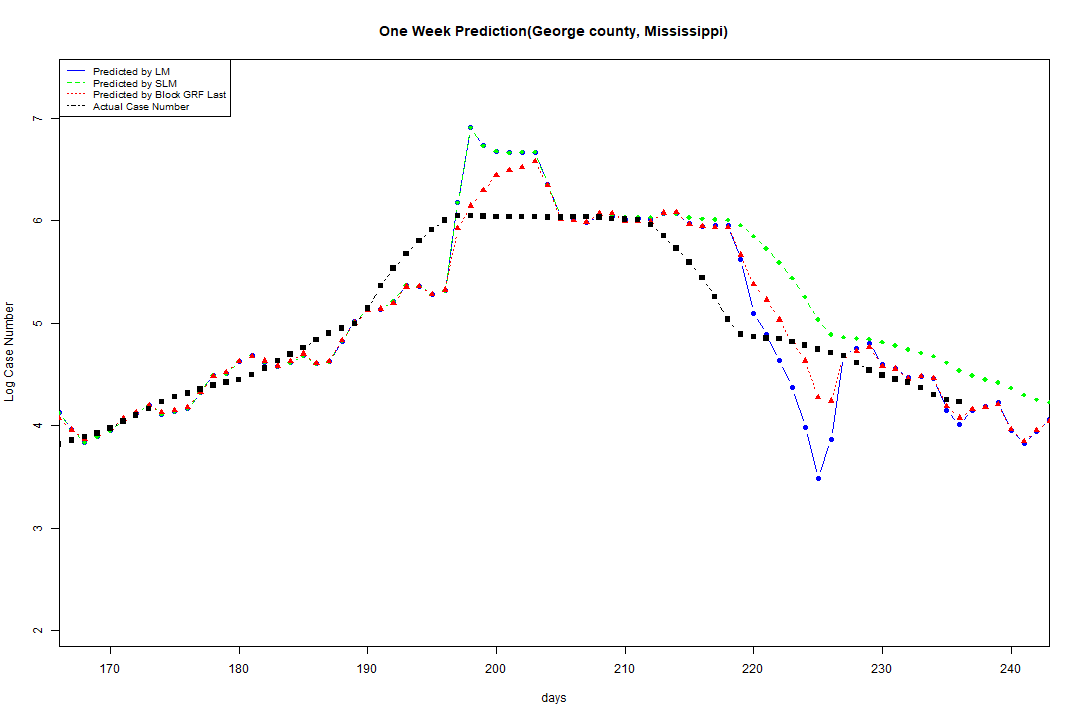 One Week Prediction(George county, Mississippi)
Predicted by LM
Predicted by SLM
Predicted by Block GRF Last
Actual Case Number
Log Case Number
7
6
5
4
3
2
170 180 190 200 210 220 230 240
days